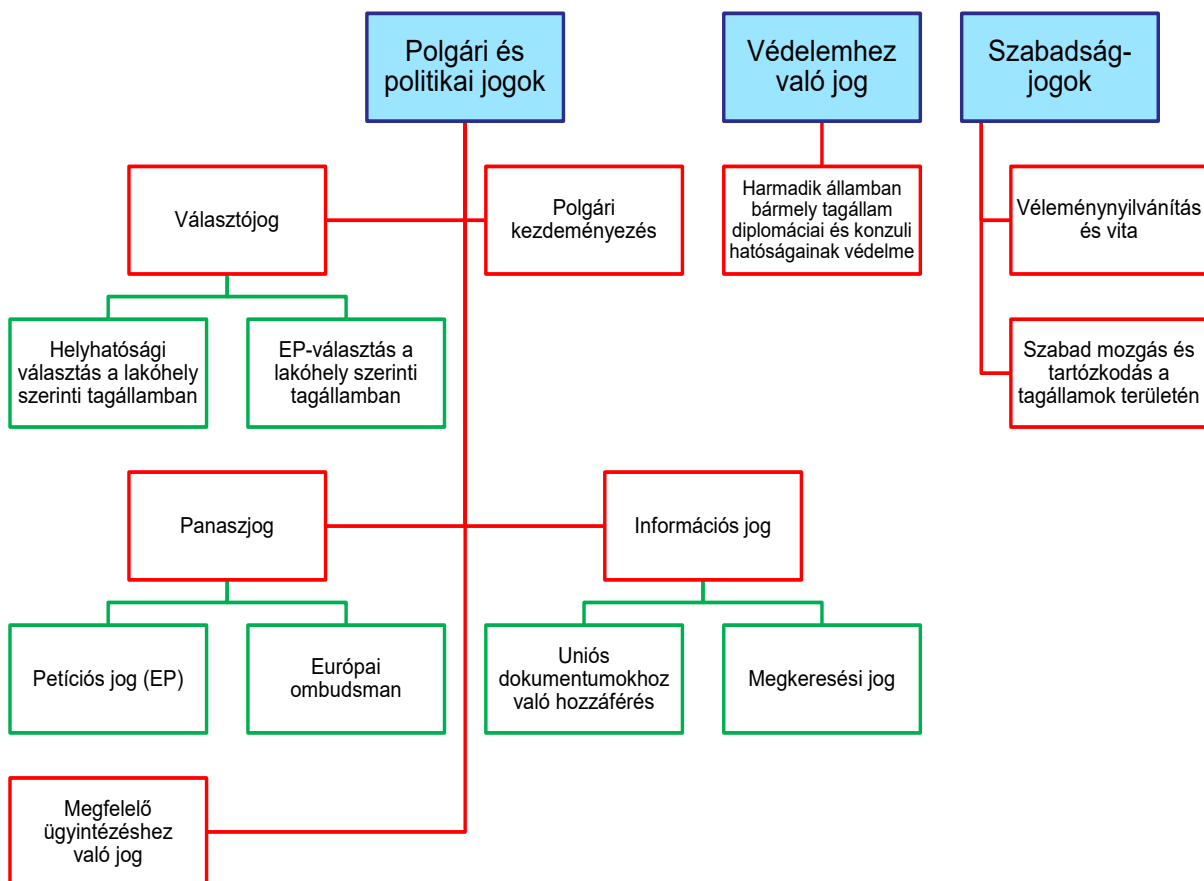 Polgári és
politikai jogok
Védelemhez
való jog
Szabadság-
jogok
Választójog
Polgári
kezdeményezés
Harmadik államban
bármely tagállam
diplomáciai és konzuli
hatóságainak védelme
Véleménynyilvánítás
és vita
Helyhatósági
választás a lakóhely
szerinti tagállamban
EP-választás a
lakóhely szerinti
tagállamban
Szabad mozgás és
tartózkodás a
tagállamok területén
Panaszjog
Információs jog
Petíciós jog (EP)
Európai
ombudsman
Uniós
dokumentumokhoz
való hozzáférés
Megkeresési jog
Megfelelő
ügyintézéshez
való jog